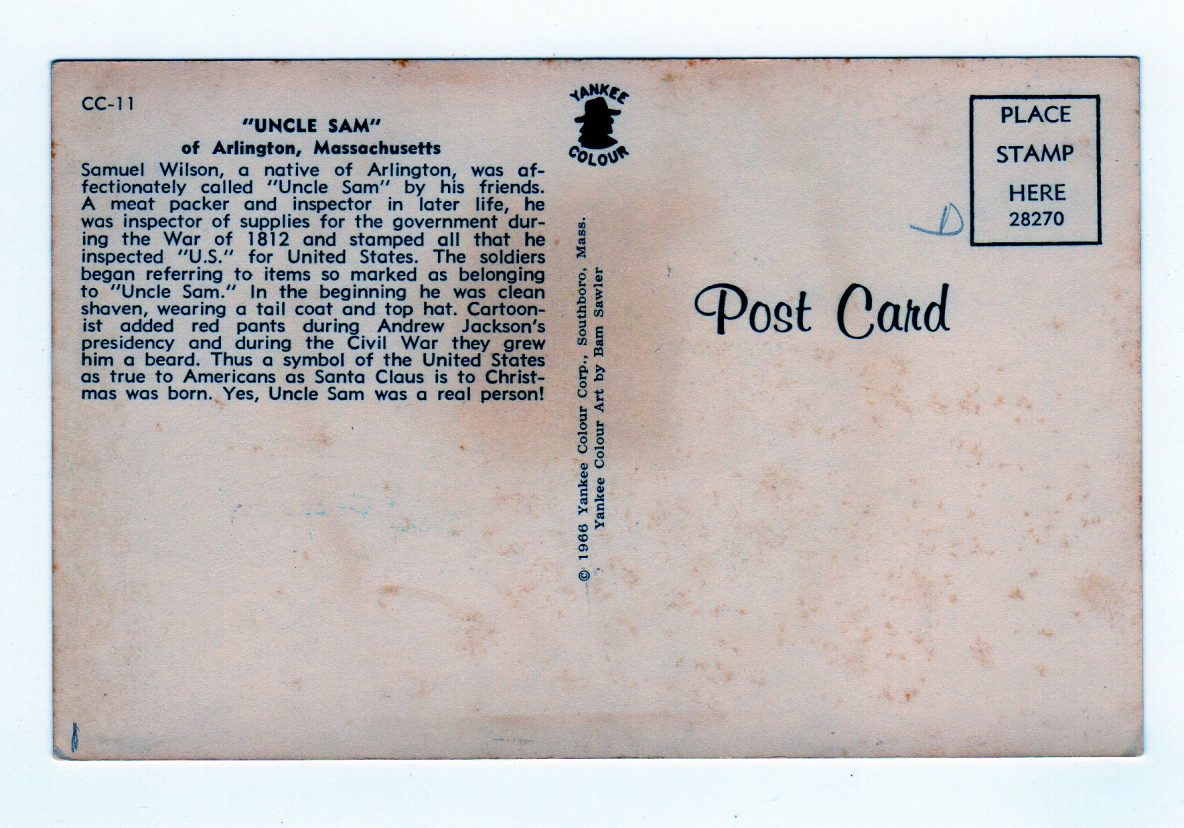 CC-11
"UNCLE SAM"
of Arlington, Massachusetts
Samuel Wilson, a native of Arlington, was af-
fectionately called "Uncle Sam" by his friends.
A meat packer and inspector in later life, he
was inspector of supplies for the government dur-
ing the War of 1812 and stamped all that he
inspected "U.S." for United States. The soldiers
began referring to items so marked as belonging
to "Uncle Sam." In the beginning he was clean
shaven, wearing a tail coat and top hat. Cartoon-
ist added red pants during Andrew Jackson's
presidency and during the Civil War they grew
him a beard. Thus a symbol of the United States
as true to Americans as Santa Claus is to Christ-
mas was born. Yes, Uncle Sam was a real person!
YANKEE
COLOUR
© 1966 Yankee Colour Corp., Southboro, Mass.
Yankee Colour Art by Bam Sawler
PLACE
STAMP
HERE
28270
Post Card